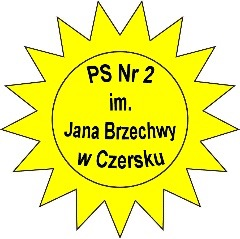 PS Nr 2
im.
Jana Brzechwy
w Czersku